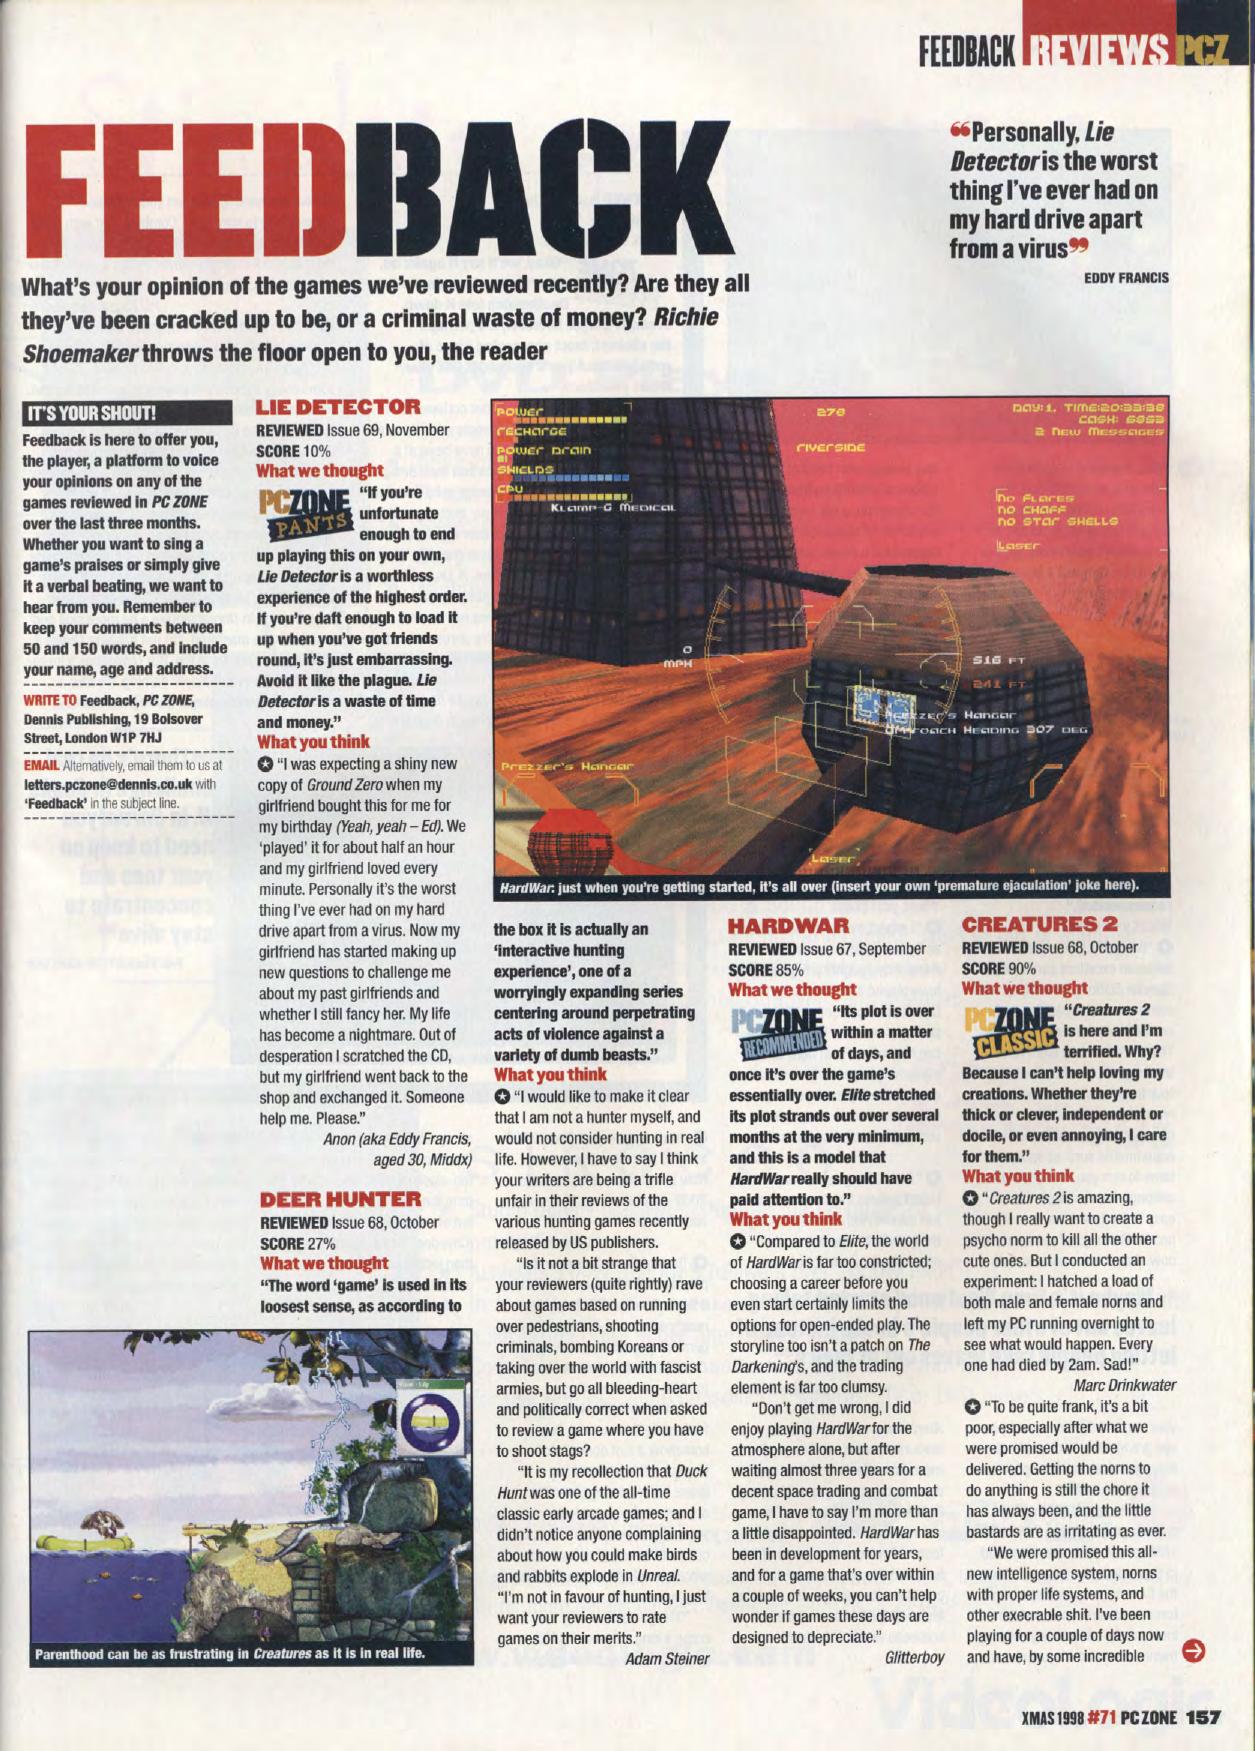 FEEDBACK REVIEWS PCZ
FEEDBACK
What's your opinion of the games we've reviewed recently? Are they all
they've been cracked up to be, or a criminal waste of money? Richie
Shoemaker throws the floor open to you, the reader
“Personally, Lie
Detector is the worst
thing I've ever had on
my hard drive apart
from a virus”
EDDY FRANCIS
IT'S YOUR SHOUT!
Feedback is here to offer you,
the player, a platform to voice
your opinions on any of the
games reviewed in PC ZONE
over the last three months.
Whether you want to sing a
game's praises or simply give
it a verbal beating, we want to
hear from you. Remember to
keep your comments between
50 and 150 words, and include
your name, age and address.
WRITE TO Feedback, PC ZONE,
Dennis Publishing, 19 Bolsover
Street, London W1P 7HJ
EMAIL Alternatively, email them to us at
letters.pczone@dennis.co.uk with
'Feedback' in the subject line.
LIE DETECTOR
REVIEWED Issue 69, November
SCORE 10%
What we thought
PCZONE
PANTS
"If you're
unfortunate
enough to end
up playing this on your own,
Lie Detector is a worthless
experience of the highest order.
If you're daft enough to load it
up when you've got friends
round, it's just embarrassing.
Avoid it like the plague. Lie
Detector is a waste of time
and money."
What you think
"I was expecting a shiny new
copy of Ground Zero when my
girlfriend bought this for me for
my birthday (Yeah, yeah – Ed). We
'played' it for about half an hour
and my girlfriend loved every
minute. Personally it's the worst
thing I've ever had on my hard
drive apart from a virus. Now my
girlfriend has started making up
new questions to challenge me
about my past girlfriends and
whether I still fancy her. My life
has become a nightmare. Out of
desperation I scratched the CD,
but my girlfriend went back to the
shop and exchanged it. Someone
help me. Please."
Anon (aka Eddy Francis,
aged 30, Middx)
DEER HUNTER
REVIEWED Issue 68, October
SCORE 27%
What we thought
"The word 'game' is used in its
loosest sense, as according to
Parenthood can be as frustrating in Creatures as it is in real life.
POWER
RECHARGE
POWER DRAIN
SHIELDS
CPU
KLAMP-G MEDICAL
270
RIVERSIDE
DAY:1. TIME:20:33:38
CASH: 6863
2 NEW MESSAGES
NO FLARES
NO CHAFF
NO STAR SHELLS
LASER
0
MPH
516 FT
241 FT
PREZZER'S HANGAR
APPROACH HEADING 307 DEG
PREZZER'S HANGAR
LASER
HardWar: just when you're getting started, it's all over (insert your own 'premature ejaculation' joke here).
the box it is actually an
'interactive hunting
experience', one of a
worryingly expanding series
centering around perpetrating
acts of violence against a
variety of dumb beasts."
What you think
"I would like to make it clear
that I am not a hunter myself, and
would not consider hunting in real
life. However, I have to say I think
your writers are being a trifle
unfair in their reviews of the
various hunting games recently
released by US publishers.
"Is it not a bit strange that
your reviewers (quite rightly) rave
about games based on running
over pedestrians, shooting
criminals, bombing Koreans or
taking over the world with fascist
armies, but go all bleeding-heart
and politically correct when asked
to review a game where you have
to shoot stags?
"It is my recollection that Duck
Hunt was one of the all-time
classic early arcade games; and I
didn't notice anyone complaining
about how you could make birds
and rabbits explode in Unreal.
"I'm not in favour of hunting, I just
want your reviewers to rate
games on their merits."
Adam Steiner
HARDWAR
REVIEWED Issue 67, September
SCORE 85%
What we thought
PCZONE
RECOMMENDED
"Its plot is over
within a matter
of days, and
once it's over the game's
essentially over. Elite stretched
its plot strands out over several
months at the very minimum,
and this is a model that
HardWar really should have
paid attention to."
What you think
"Compared to Elite, the world
of HardWar is far too constricted;
choosing a career before you
even start certainly limits the
options for open-ended play. The
storyline too isn't a patch on The
Darkening's, and the trading
element is far too clumsy.
"Don't get me wrong, I did
enjoy playing HardWar for the
atmosphere alone, but after
waiting almost three years for a
decent space trading and combat
game, I have to say I'm more than
a little disappointed. HardWar has
been in development for years,
and for a game that's over within
a couple of weeks, you can't help
wonder if games these days are
designed to depreciate."
Glitterboy
CREATURES 2
REVIEWED Issue 68, October
SCORE 90%
What we thought
PCZONE
CLASSIC
"Creatures 2
is here and I'm
terrified. Why?
Because I can't help loving my
creations. Whether they're
thick or clever, independent or
docile, or even annoying, I care
for them."
What you think
"Creatures 2 is amazing,
though I really want to create a
psycho norm to kill all the other
cute ones. But I conducted an
experiment: I hatched a load of
both male and female norns and
left my PC running overnight to
see what would happen. Every
one had died by 2am. Sad!"
Marc Drinkwater
"To be quite frank, it's a bit
poor, especially after what we
were promised would be
delivered. Getting the norns to
do anything is still the chore it
has always been, and the little
bastards are as irritating as ever.
"We were promised this all-
new intelligence system, norns
with proper life systems, and
other execrable shit. I've been
playing for a couple of days now
and have, by some incredible
XMAS 1998 #71 PC ZONE 157